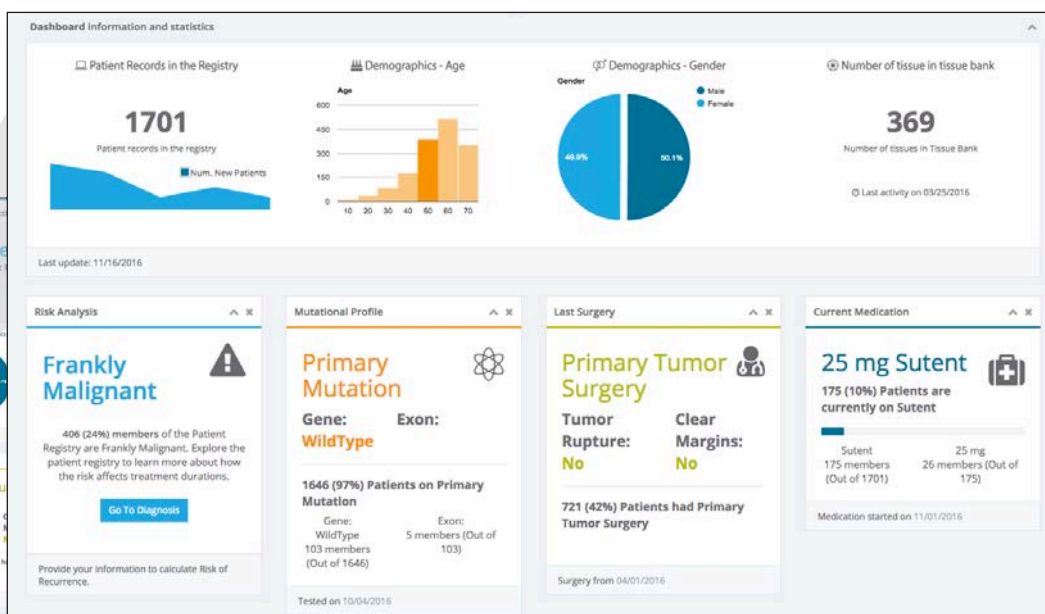 Dashboard information and statistics
Patient Records in the Registry
1701
Patient records in the registry
Num. New Patients
Demographics - Age
Age
600
450
300
150
0
10 20 30 40 50 60 70
Demographics - Gender
Gender
Male
Female
49.9%
50.1%
Number of tissue in tissue bank
369
Number of tissues in Tissue Bank
Last activity on 03/25/2016
Last update: 11/16/2016
Risk Analysis
Frankly
Malignant
406 (24%) members of the Patient
Registry are Frankly Malignant. Explore the
patient registry to learn more about how
the risk affects treatment durations.
Go To Diagnosis
Provide your information to calculate Risk of
Recurrence.
Mutational Profile
Primary
Mutation
Gene: Exon:
WildType
1646 (97%) Patients on Primary
Mutation
Gene: Exon:
WildType 5 members (Out of
103 members 103)
(Out of 1646)
Tested on 10/04/2016
Last Surgery
Primary Tumor
Surgery
Tumor Clear
Rupture: Margins:
No No
721 (42%) Patients had Primary
Tumor Surgery
Surgery from 04/01/2016
Current Medication
25 mg Sutent
175 (10%) Patients are
currently on Sutent
Sutent 25 mg
175 members 26 members (Out of
(Out of 1701) 175)
Medication started on 11/01/2016